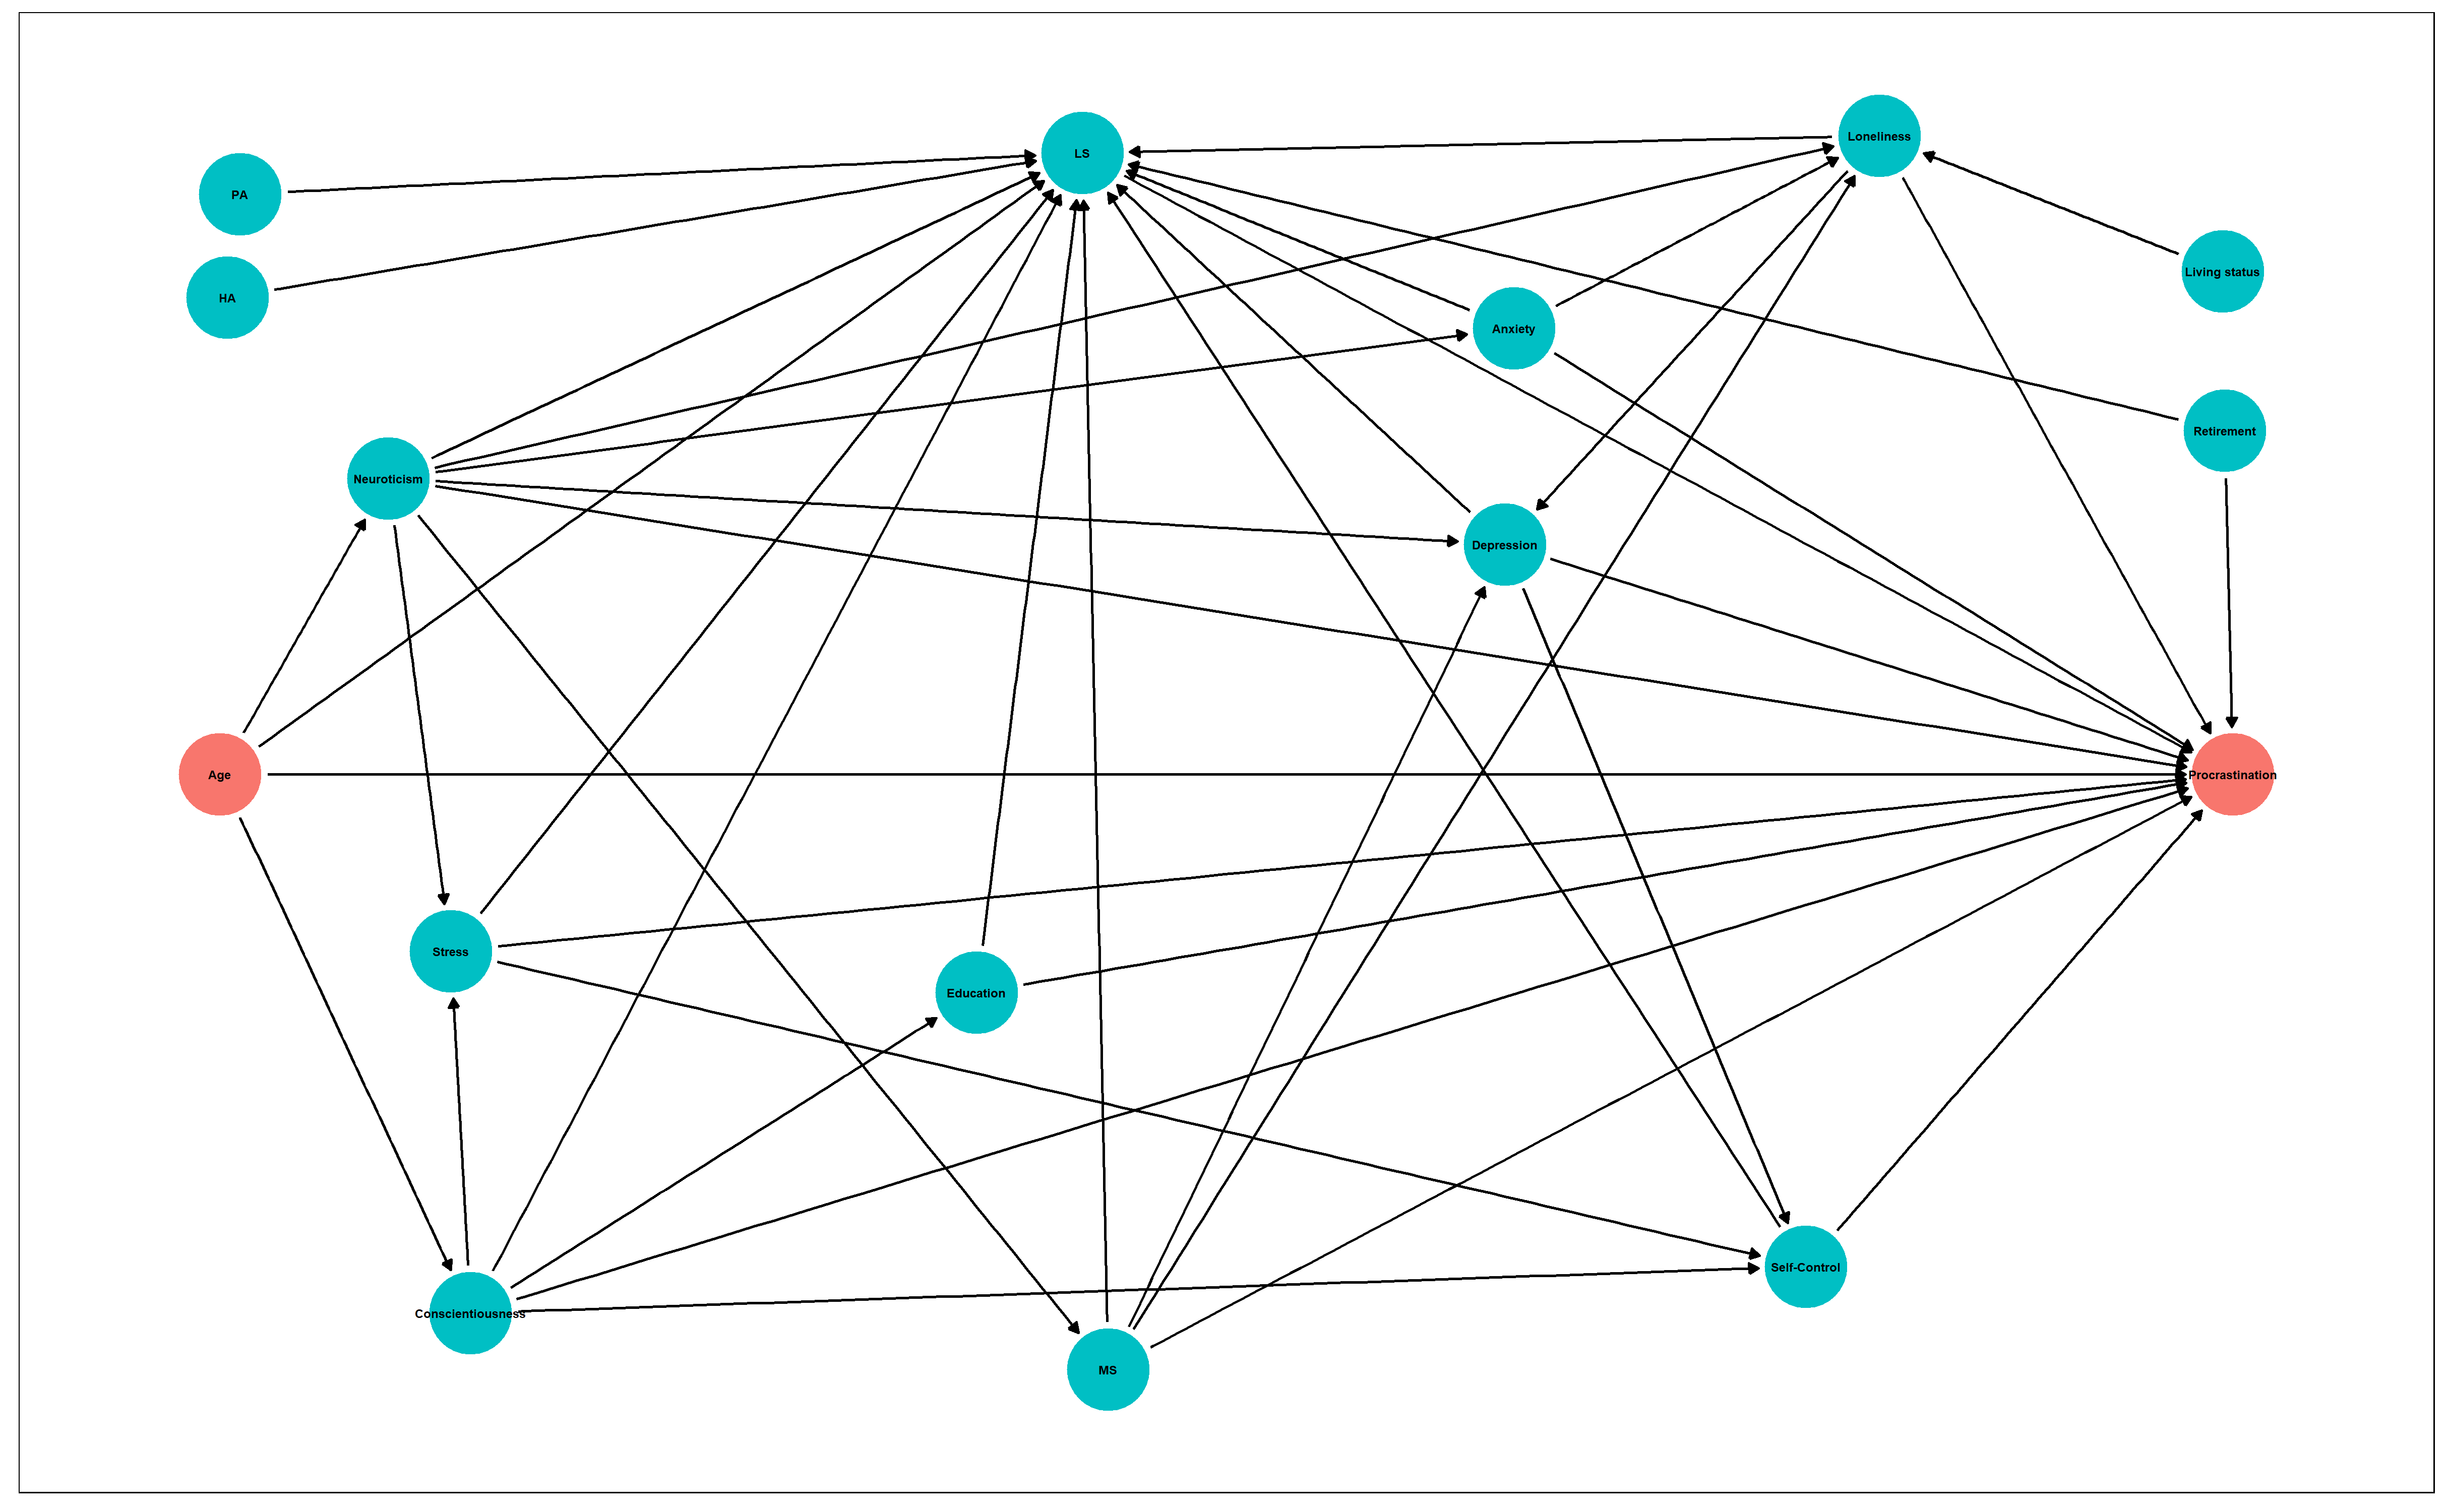 Loneliness
LS
PA
Living status
HA
Anxiety
Retirement
Neuroticism
Depression
Age
Procrastination
Stress
Education
Self-Control
Conscientiousness
MS